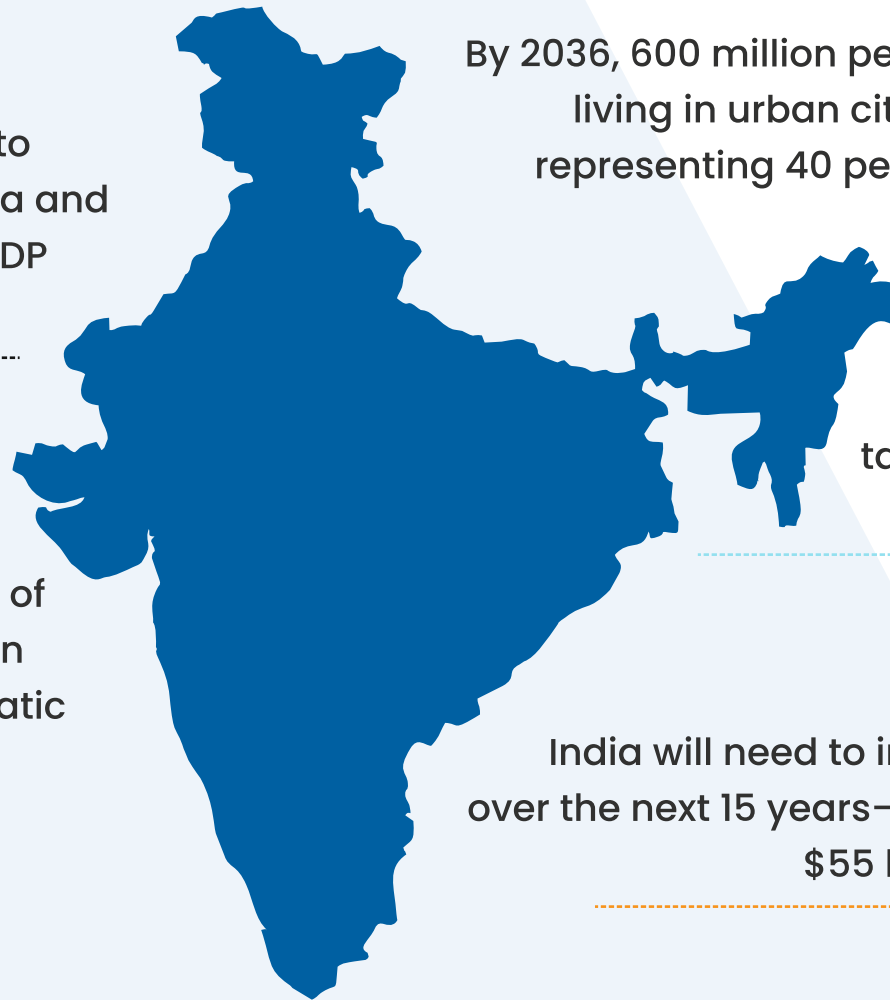 By 2036, 600 million pe
living in urban cit
representing 40 pe
to
a and
DP
ta
of
n
atic
India will need to i
over the next 15 years–
$55